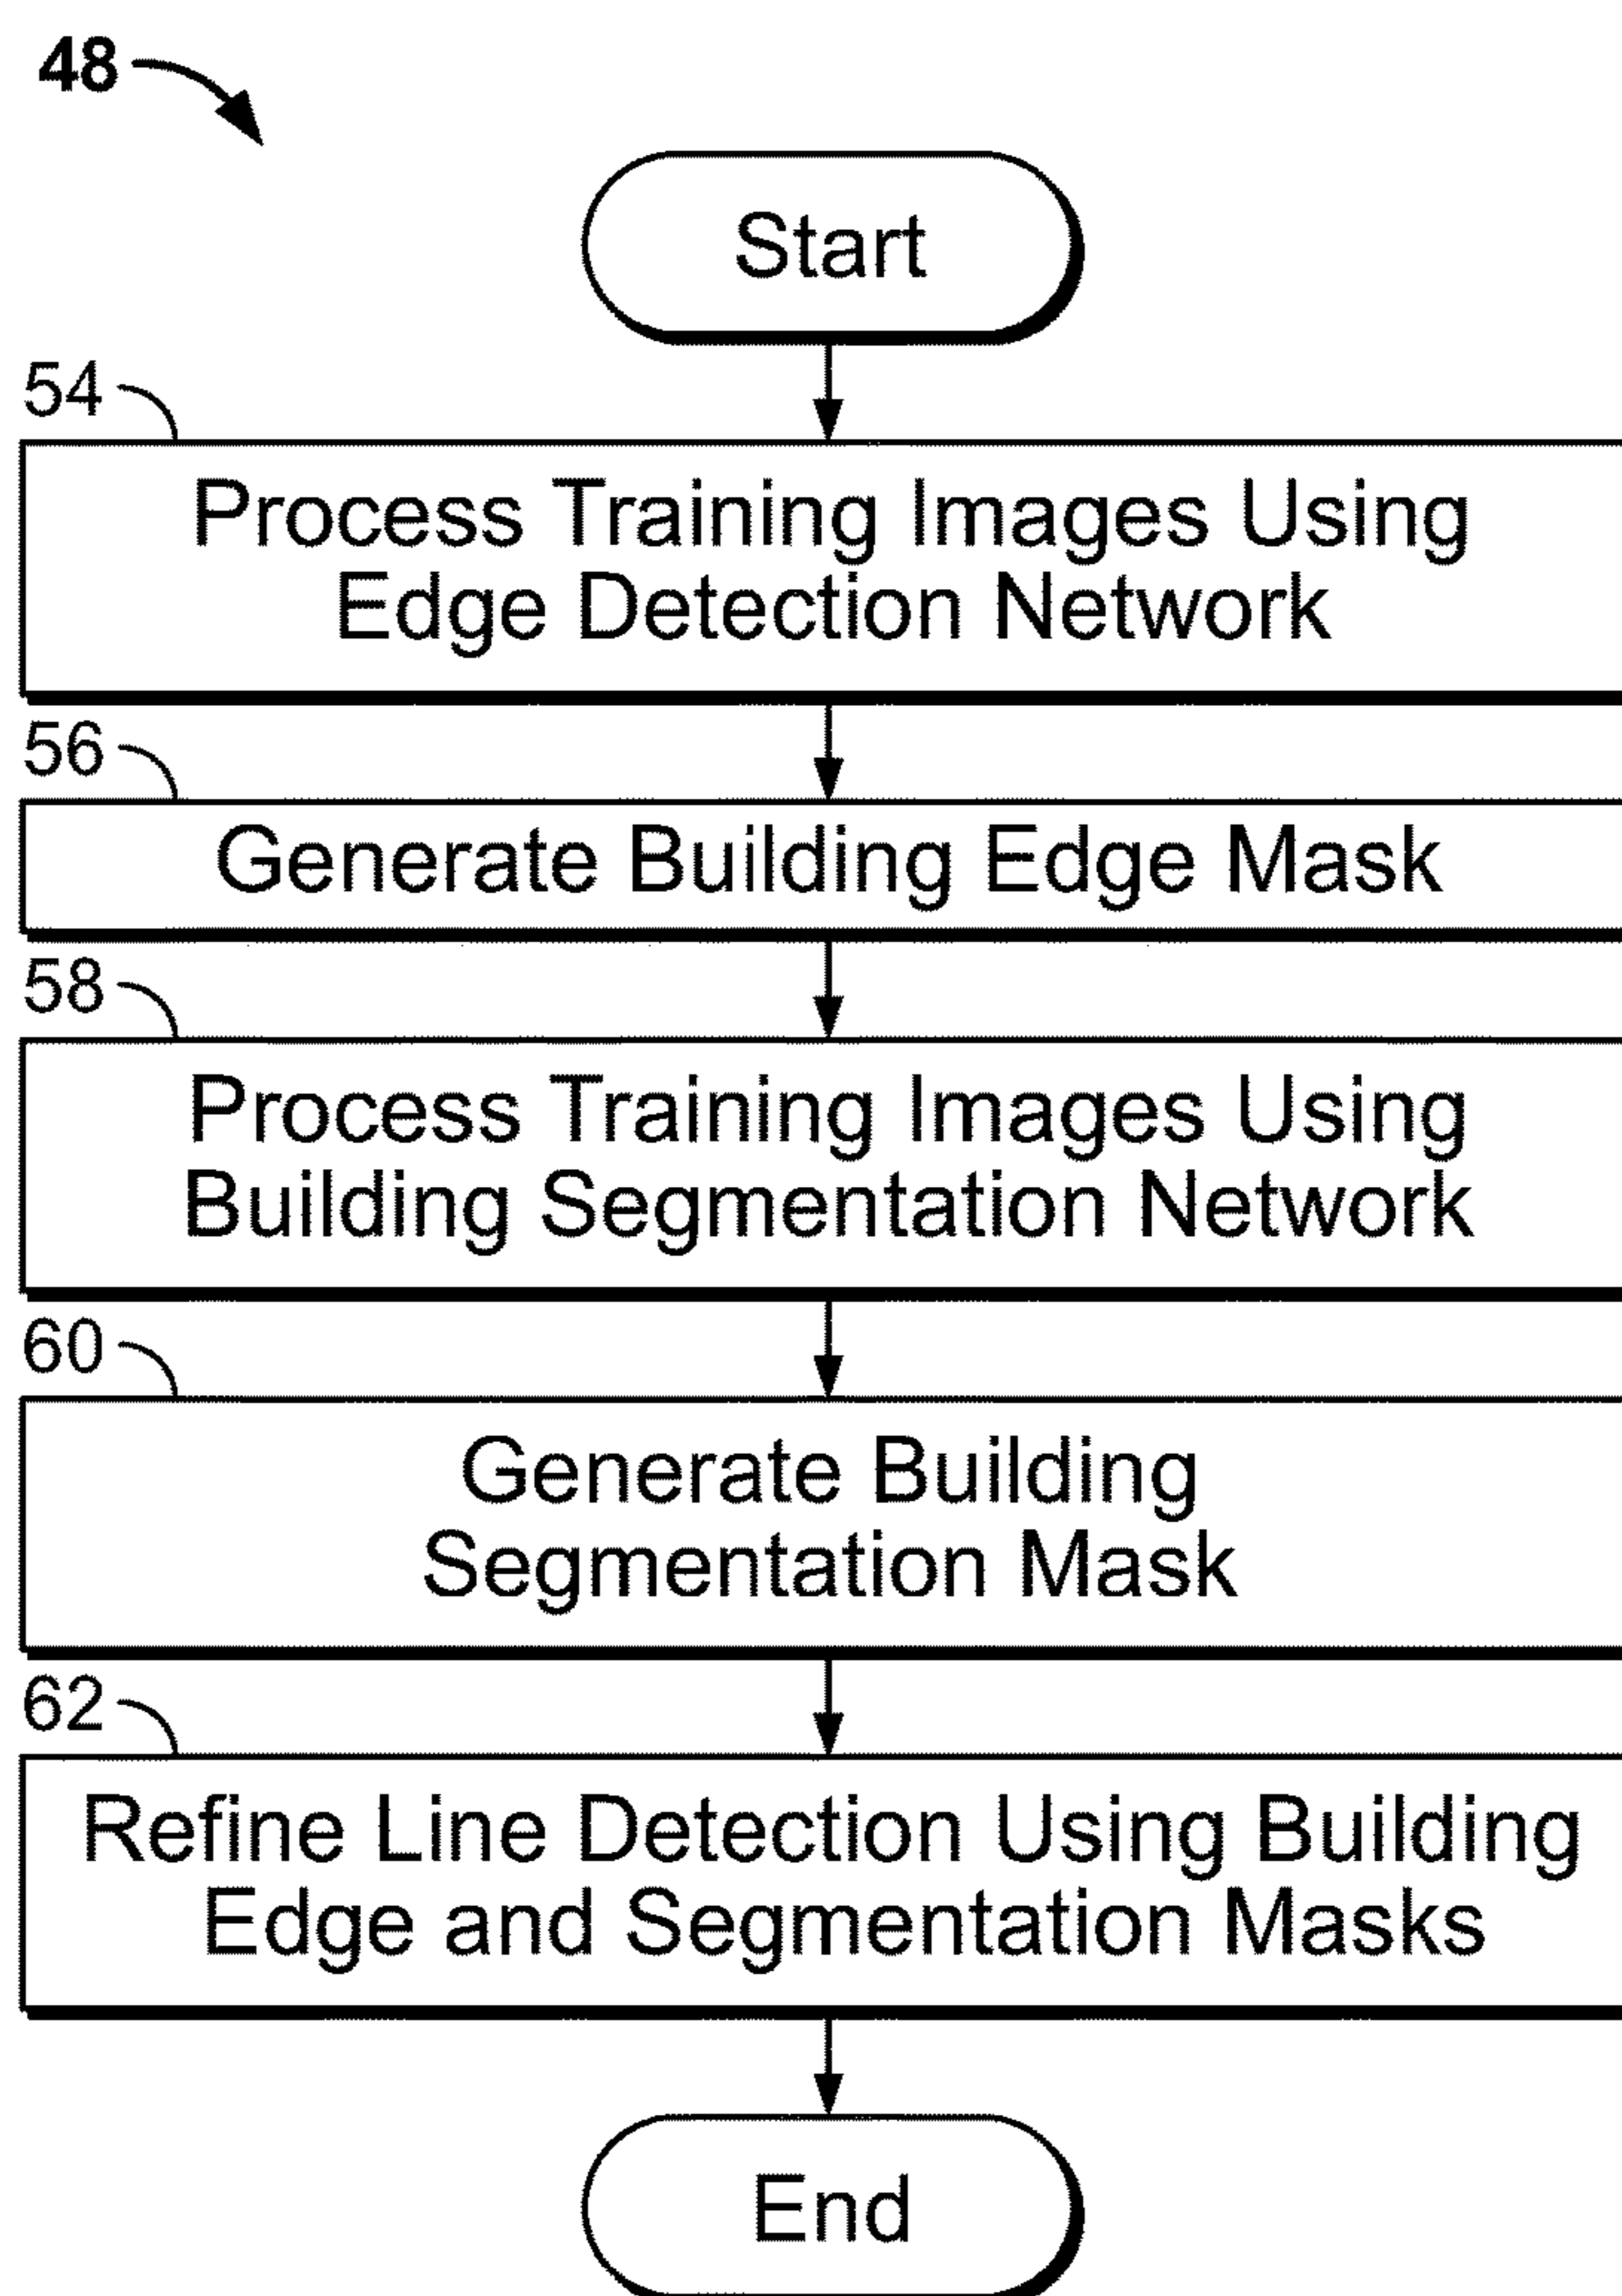 48
Start
54
Process Training Images Using
Edge Detection Network
56
Generate Building Edge Mask
58
Process Training Images Using
Building Segmentation Network
60
Generate Building
Segmentation Mask
62
Refine Line Detection Using Building
Edge and Segmentation Masks
End